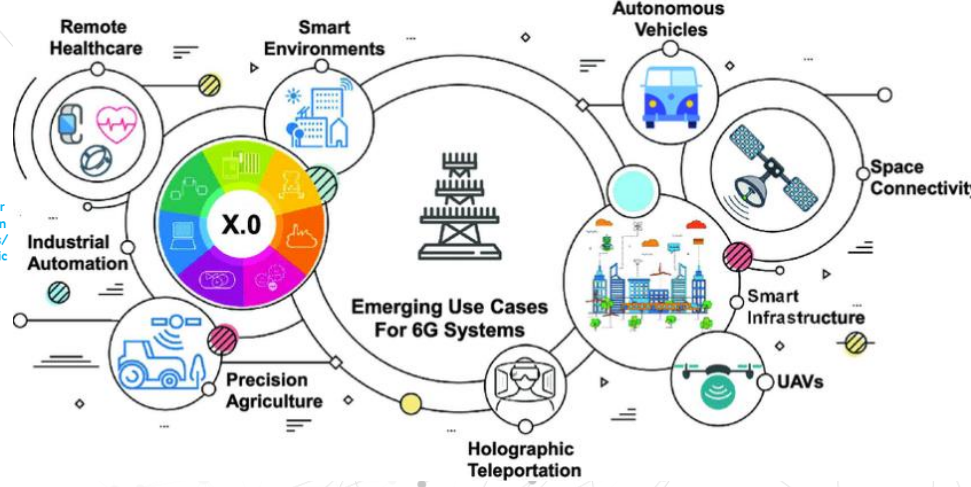 Remote
Healthcare
Smart
Environments
Autonomous
Vehicles
Space
Connectivity
X.0
Industrial
Automation
Emerging Use Cases
For 6G Systems
Smart
Infrastructure
Precision
Agriculture
UAVs
Holographic
Teleportation